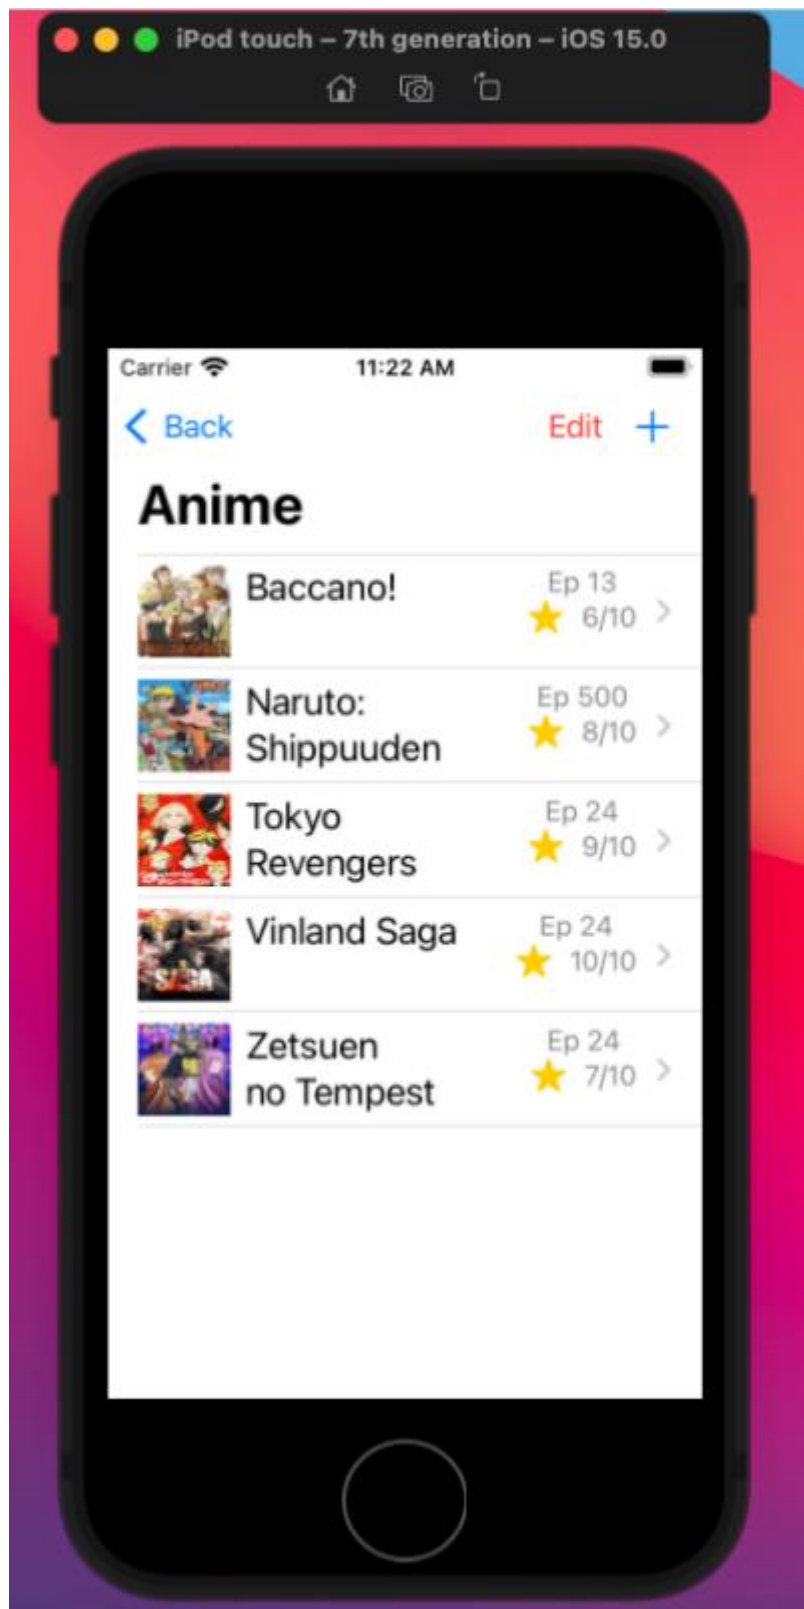 iPod touch – 7th generation – iOS 15.0
Carrier 11:22 AM
Back Edit +
Anime
Baccano! Ep 13
6/10
Naruto: Ep 500
Shippuuden 8/10
Tokyo Ep 24
Revengers 9/10
Vinland Saga Ep 24
10/10
SAGA
Zetsuen Ep 24
no Tempest 7/10